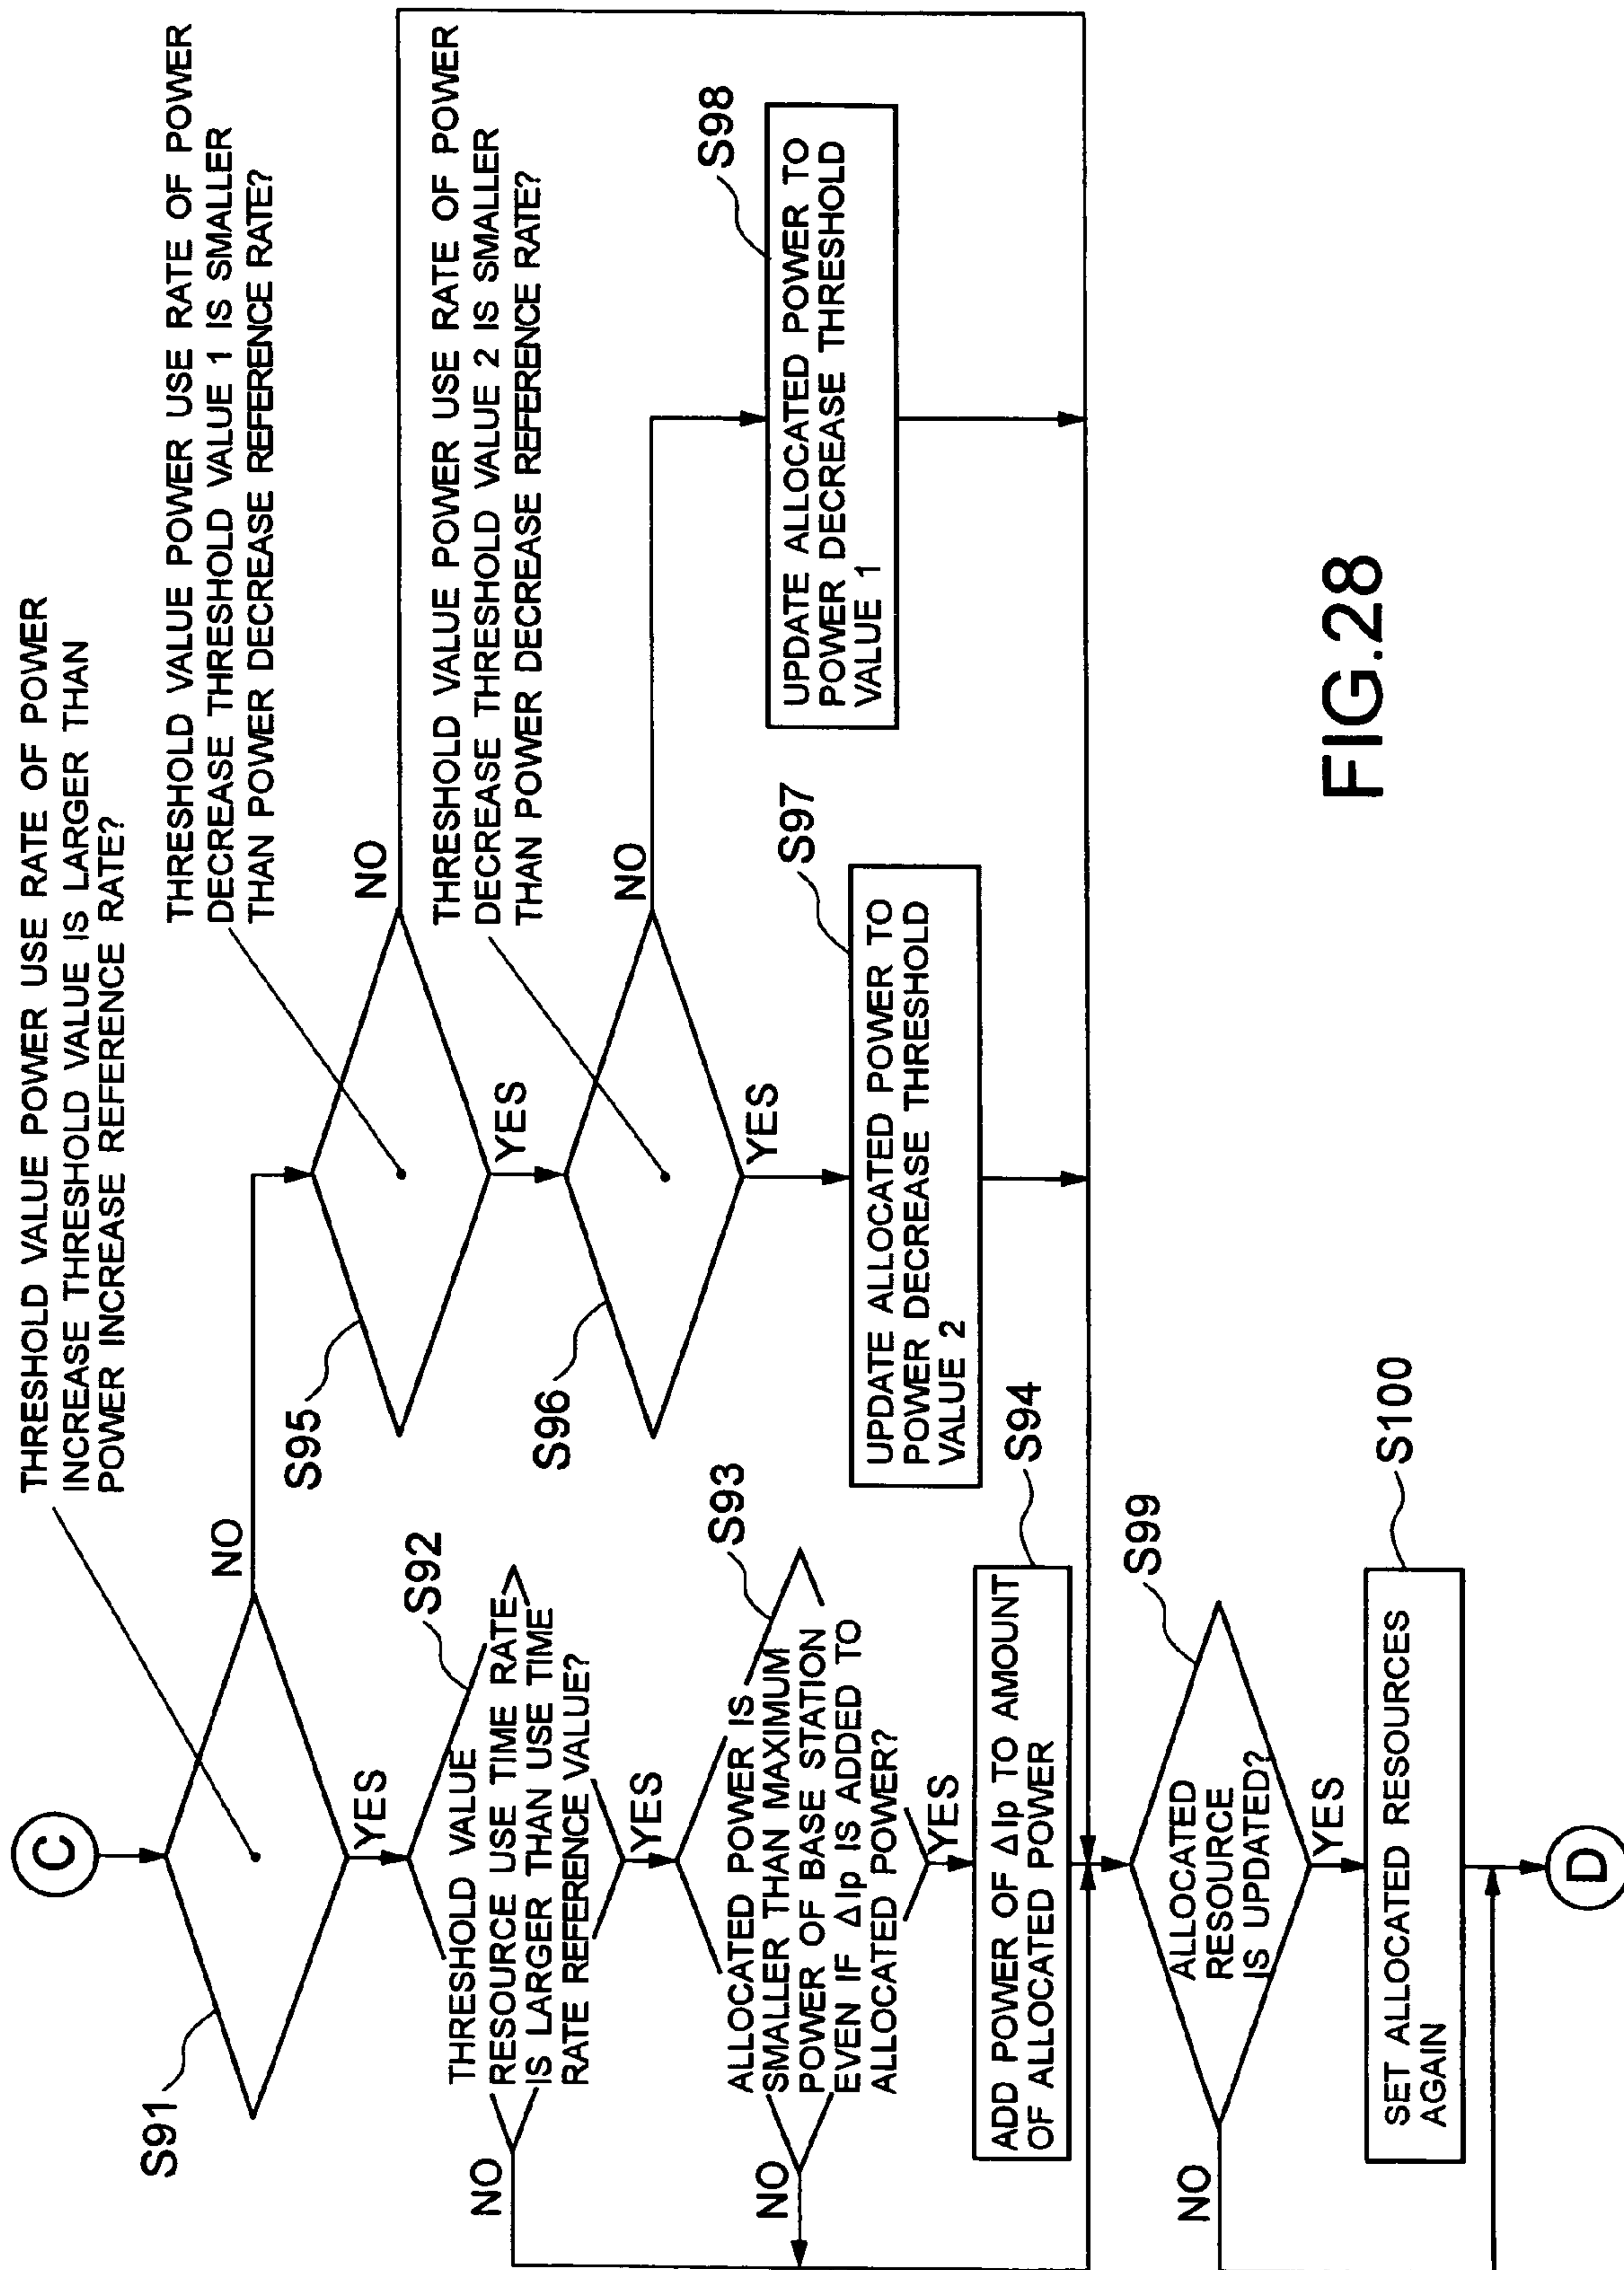 C
THRESHOLD VALUE POWER USE RATE OF POWER
INCREASE THRESHOLD VALUE IS LARGER THAN
POWER INCREASE REFERENCE RATE?
S91
NO
YES
THRESHOLD VALUE POWER USE RATE OF POWER
DECREASE THRESHOLD VALUE 1 IS SMALLER
THAN POWER DECREASE REFERENCE RATE?
S95
NO
YES
THRESHOLD VALUE POWER USE RATE OF POWER
DECREASE THRESHOLD VALUE 2 IS SMALLER
THAN POWER DECREASE REFERENCE RATE?
S96
NO
YES
S92
THRESHOLD VALUE
RESOURCE USE TIME RATE
IS LARGER THAN USE TIME
RATE REFERENCE VALUE?
NO
YES
S93
ALLOCATED POWER IS
SMALLER THAN MAXIMUM
POWER OF BASE STATION
EVEN IF ΔIp IS ADDED TO
ALLOCATED POWER?
NO
YES
S97
UPDATE ALLOCATED POWER TO
POWER DECREASE THRESHOLD
VALUE 2
S98
UPDATE ALLOCATED POWER TO
POWER DECREASE THRESHOLD
VALUE 1
S94
ADD POWER OF ΔIp TO AMOUNT
OF ALLOCATED POWER
S99
ALLOCATED
RESOURCE
IS UPDATED?
NO
YES
S100
SET ALLOCATED RESOURCES
AGAIN
D
FIG.28